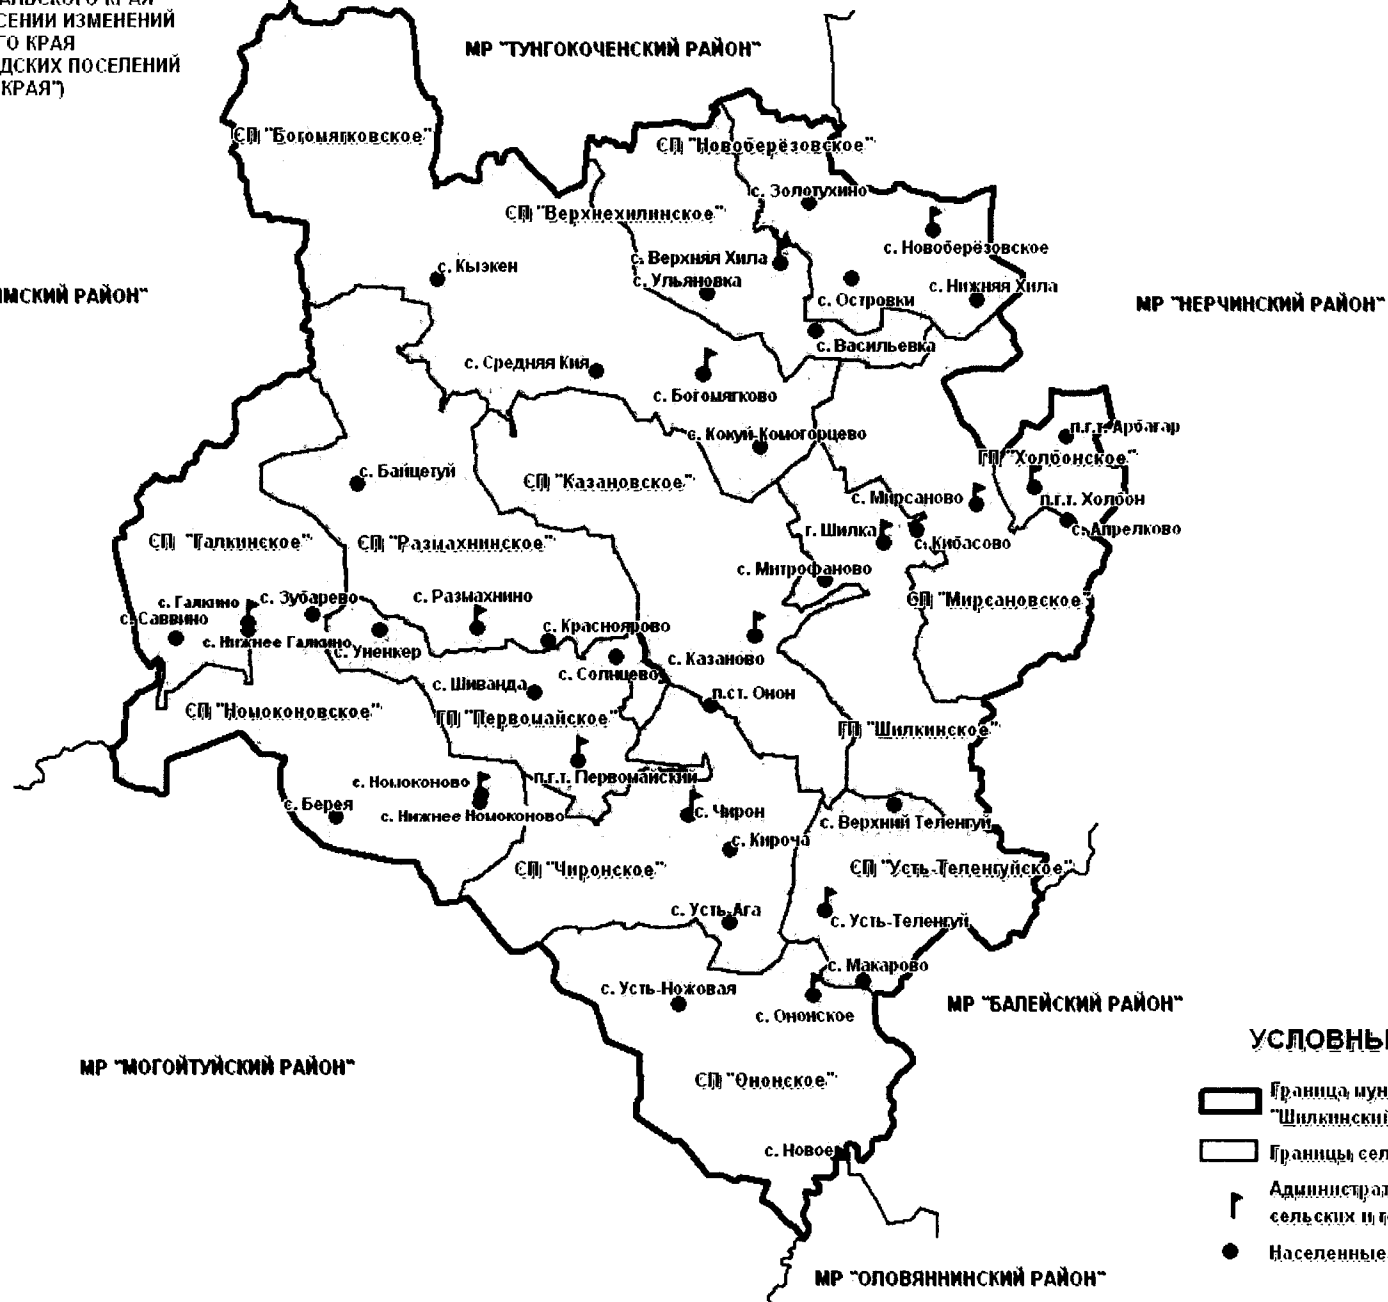 СЕНИИ ИЗМЕНЕНИЙ
ГО КРАЯ
ДСКИХ ПОСЕЛЕНИЙ
КРАЯ")
МР "ТУНГОКОЧЕНСКИЙ РАЙОН"
СП "Богомягковское"
СП "Новоберёзовское"
с. Золотухино
СП "Верхнехилинское"
с. Новоберёзовское
с. Верхняя Хила
с. Кыэкен
с. Ульяновка
с. Нижняя Хила
с. Островки
ИМСКИЙ РАЙОН"
МР "НЕРЧИНСКИЙ РАЙОН"
с. Васильевка
с. Средняя Кия
с. Богомягково
п.г.т. Арбагар
с. Кокуй-Комогорцево
ГП "Холбонское"
с. Байцетуй
СП "Казановское"
с. Мирсаново
п.г.т. Холбон
г. Шилка
с. Апрелково
СП "Галкинское"
СП "Размахнинское"
с. Кибасово
с. Митрофаново
с. Галкино
с. Зубарево
с. Размахнино
СП "Мирсановское"
с. Саввино
с. Красноярово
с. Нижнее Галкино
с. Уненкер
с. Казаново
с. Солнцево
с. Шиванда
п.ст. Онон
СП "Номоконовское"
ГП "Первомайское"
ГП "Шилкинское"
п.г.т. Первомайский
с. Номоконово
с. Берея
с. Нижнее Номоконово
с. Чирон
с. Верхний Теленгуй
с. Кироча
СП "Чиронское"
СП "Усть-Теленгуйское"
с. Усть-Ага
с. Усть-Теленгуй
с. Макарово
с. Усть-Ножовая
с. Ононское
МР "БАЛЕЙСКИЙ РАЙОН"
УСЛОВНЫ
МР "МОГОЙТУЙСКИЙ РАЙОН"
СП "Ононское"
Граница мун
"Шилкинский
с. Новое
Границы сел
Администрат
сельских и г
Населенные
МР "ОЛОВЯННИНСКИЙ РАЙОН"